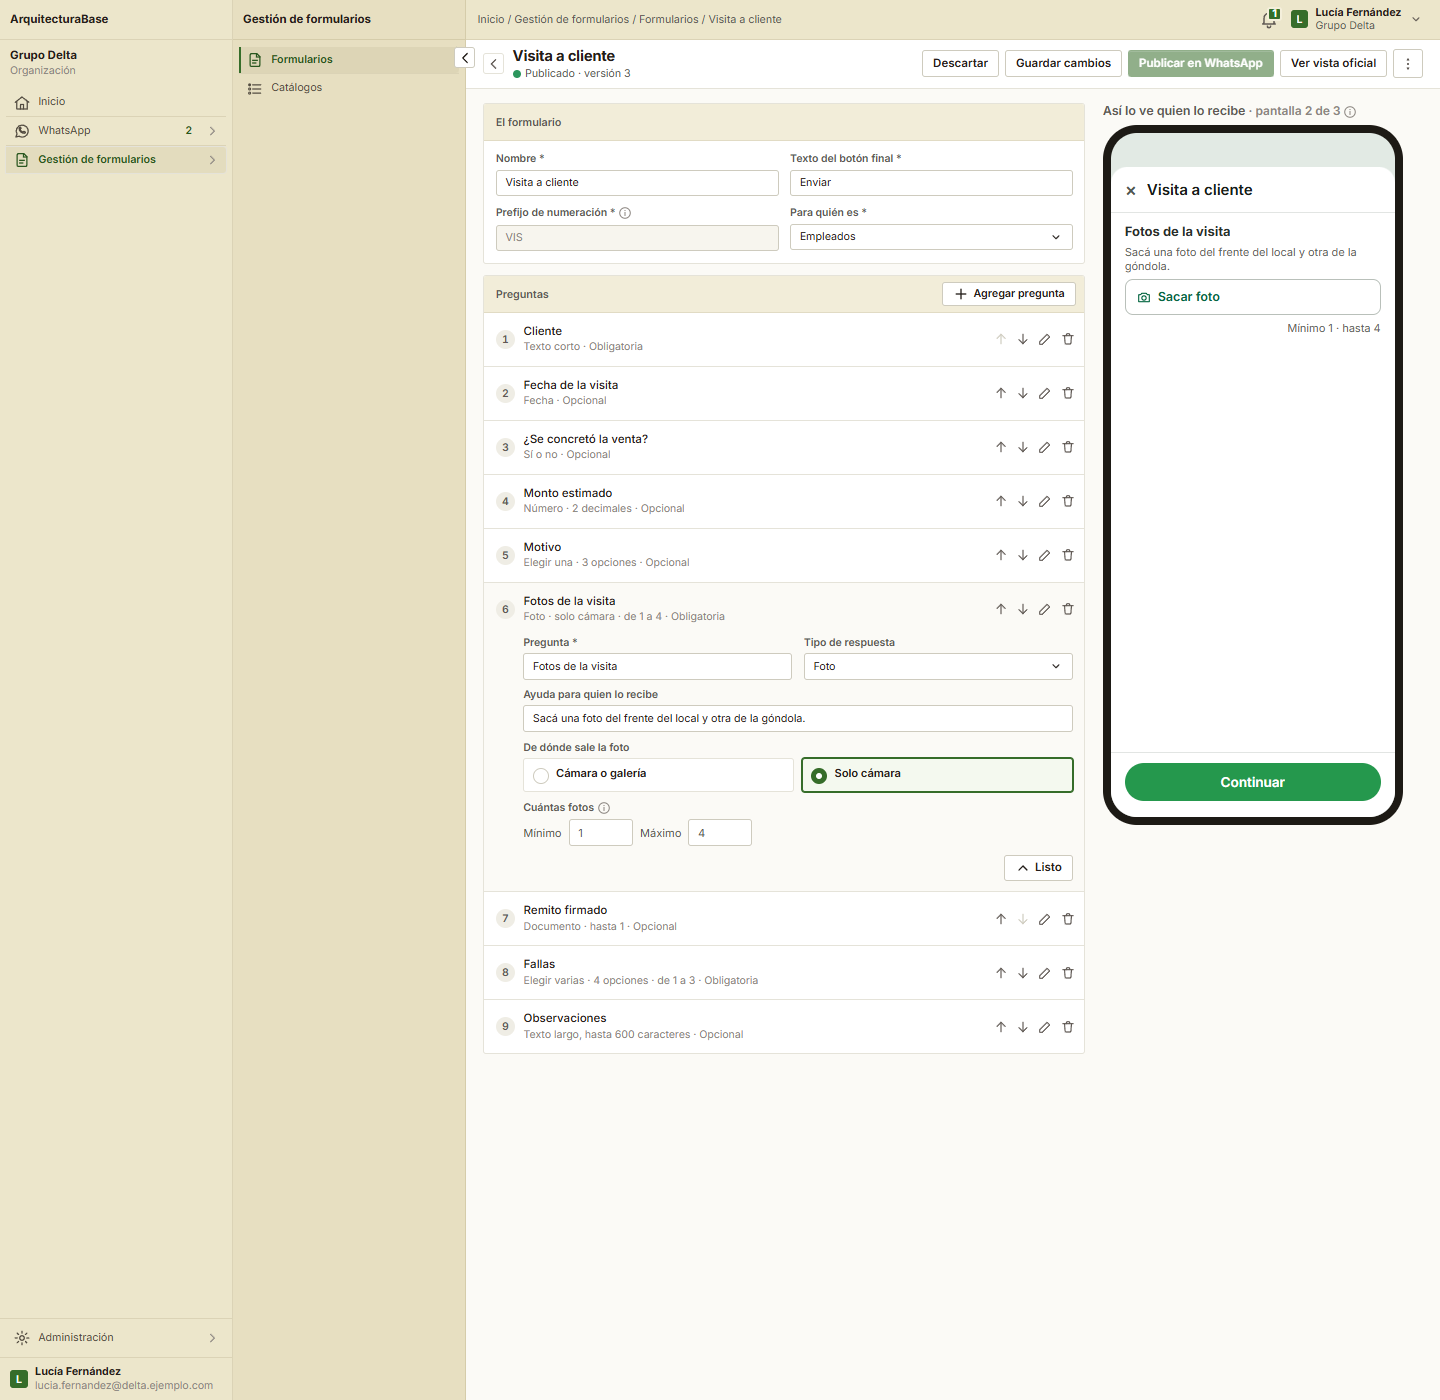 ArquitecturaBase
Grupo Delta
Organización
Inicio
WhatsApp 2
Gestión de formularios
Administración
L Lucía Fernández
lucia.fernandez@delta.ejemplo.com
Gestión de formularios
Formularios
Catálogos
Inicio / Gestión de formularios / Formularios / Visita a cliente
1
L Lucía Fernández
Grupo Delta
Visita a cliente
Publicado · versión 3
Descartar
Guardar cambios
Publicar en WhatsApp
Ver vista oficial
El formulario
Nombre *
Visita a cliente
Texto del botón final *
Enviar
Prefijo de numeración *
VIS
Para quién es *
Empleados
Preguntas
Agregar pregunta
1 Cliente
Texto corto · Obligatoria
2 Fecha de la visita
Fecha · Opcional
3 ¿Se concretó la venta?
Sí o no · Opcional
4 Monto estimado
Número · 2 decimales · Opcional
5 Motivo
Elegir una · 3 opciones · Opcional
6 Fotos de la visita
Foto · solo cámara · de 1 a 4 · Obligatoria
Pregunta *
Fotos de la visita
Tipo de respuesta
Foto
Ayuda para quien lo recibe
Sacá una foto del frente del local y otra de la góndola.
De dónde sale la foto
Cámara o galería
Solo cámara
Cuántas fotos
Mínimo 1 Máximo 4
Listo
7 Remito firmado
Documento · hasta 1 · Opcional
8 Fallas
Elegir varias · 4 opciones · de 1 a 3 · Obligatoria
9 Observaciones
Texto largo, hasta 600 caracteres · Opcional
Así lo ve quien lo recibe · pantalla 2 de 3
Visita a cliente
Fotos de la visita
Sacá una foto del frente del local y otra de la
góndola.
Sacar foto
Mínimo 1 · hasta 4
Continuar